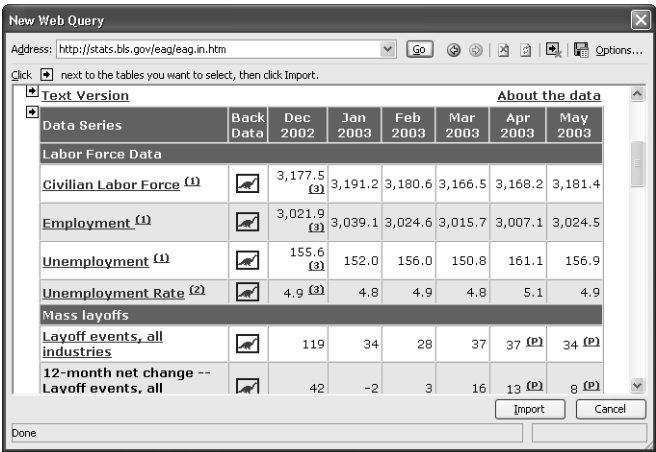 New Web Query
Address: http://stats.bls.gov/eag/eag.in.htm Go Options...
Click next to the tables you want to select, then click Import.
Text Version About the data
Data Series Back Data Dec 2002 Jan 2003 Feb 2003 Mar 2003 Apr 2003 May 2003
Labor Force Data
Civilian Labor Force (1) 3,177.5 (3) 3,191.2 3,180.6 3,166.5 3,168.2 3,181.4
Employment (1) 3,021.9 (3) 3,039.1 3,024.6 3,015.7 3,007.1 3,024.5
Unemployment (1) 155.6 (3) 152.0 156.0 150.8 161.1 156.9
Unemployment Rate (2) 4.9 (3) 4.8 4.9 4.8 5.1 4.9
Mass layoffs
Layoff events, all industries 119 34 28 37 37 (P) 34 (P)
12-month net change --
Layoff events, all 42 -2 3 16 13 (P) 8 (P)
Import Cancel
Done